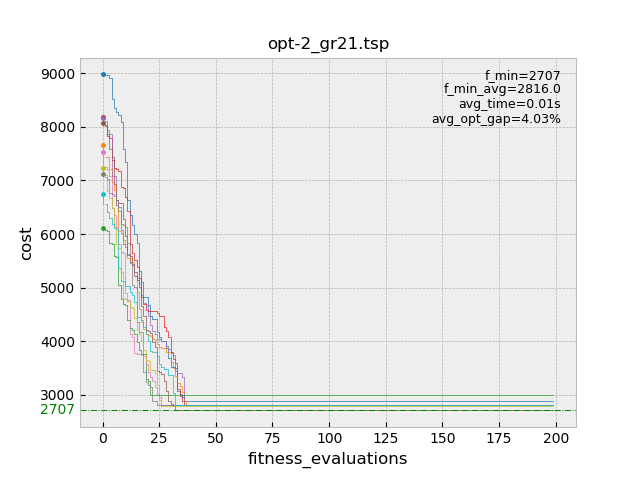 opt-2_gr21.tsp
f_min=2707
f_min_avg=2816.0
avg_time=0.01s
avg_opt_gap=4.03%
cost
9000
8000
7000
6000
5000
4000
3000
2707
0 25 50 75 100 125 150 175 200
fitness_evaluations